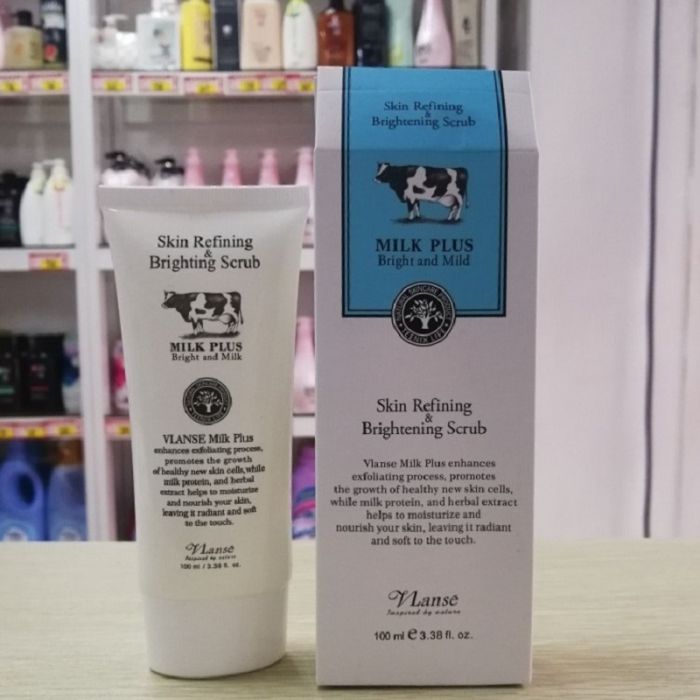 Skin Refining
&
Brighting Scrub
MILK PLUS
Bright and Milk
VLANSE Milk Plus
enhances exfoliating process,
promotes the growth
of healthy new skin cells,while
milk protein, and herbal
extract helps to moisturize
and nourish your skin,
leaving it radiant and soft
to the touch.
VLanse
Inspired by nature
100 ml / 3.38 fl. oz.
Skin Refining
&
Brightening Scrub
MILK PLUS
Bright and Mild
NATURAL SKINCARE
Skin Refining
&
Brightening Scrub
Vlanse Milk Plus enhances
exfoliating process, promotes
the growth of healthy new skin cells,
while milk protein, and herbal extract
helps to moisturize and
nourish your skin, leaving it radiant
and soft to the touch.
VLanse
Inspired by nature
100 ml e 3.38 fl. oz.